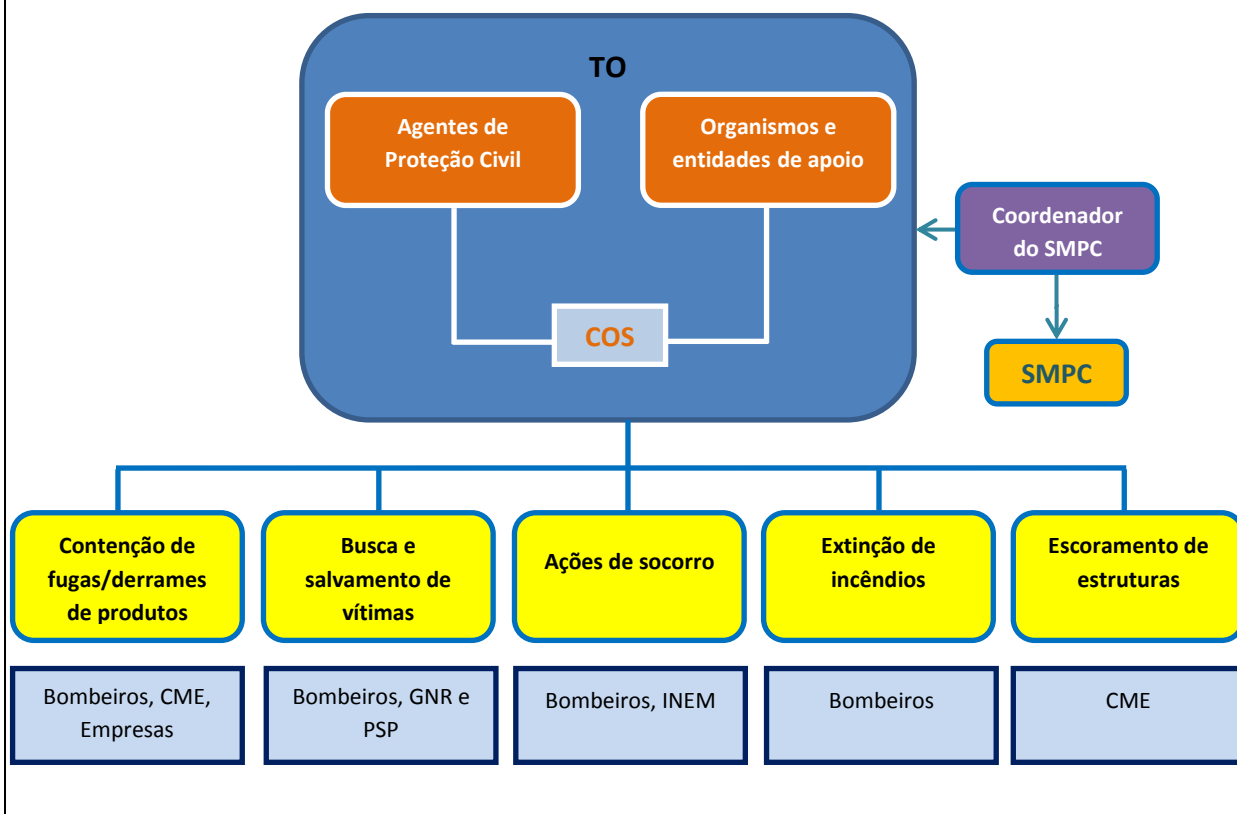 TO
Agentes de
Proteção Civil
Organismos e
entidades de apoio
Coordenador
do SMPC
COS
SMPC
Contenção de
fugas/derrames
de produtos
Busca e
salvamento de
vítimas
Ações de socorro
Extinção de
incêndios
Escoramento de
estruturas
Bombeiros, CME,
Empresas
Bombeiros, GNR e
PSP
Bombeiros, INEM
Bombeiros
CME